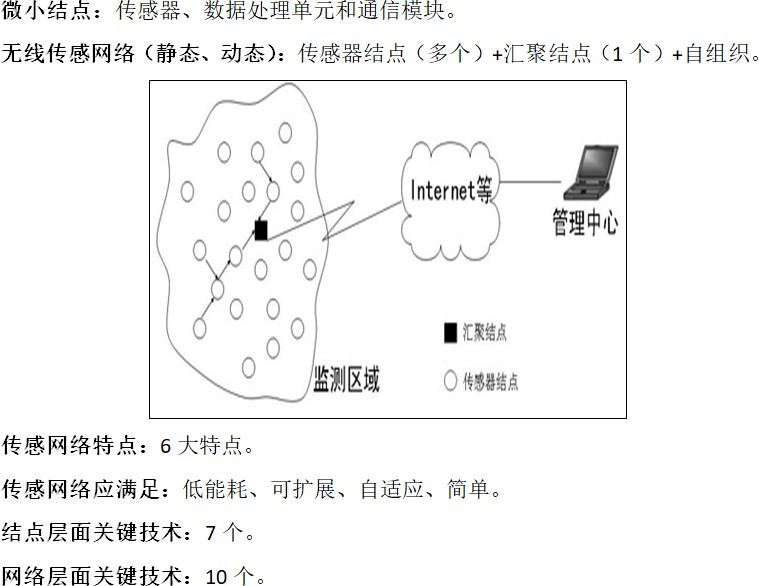 微小结点：传感器、数据处理单元和通信模块。
无线传感网络（静态、动态）：传感器结点（多个）+汇聚结点（1 个）+自组织。
Internet等
管理中心
汇聚结点
监测区域
传感器结点
传感网络特点：6 大特点。
传感网络应满足：低能耗、可扩展、自适应、简单。
结点层面关键技术：7 个。
网络层面关键技术：10 个。